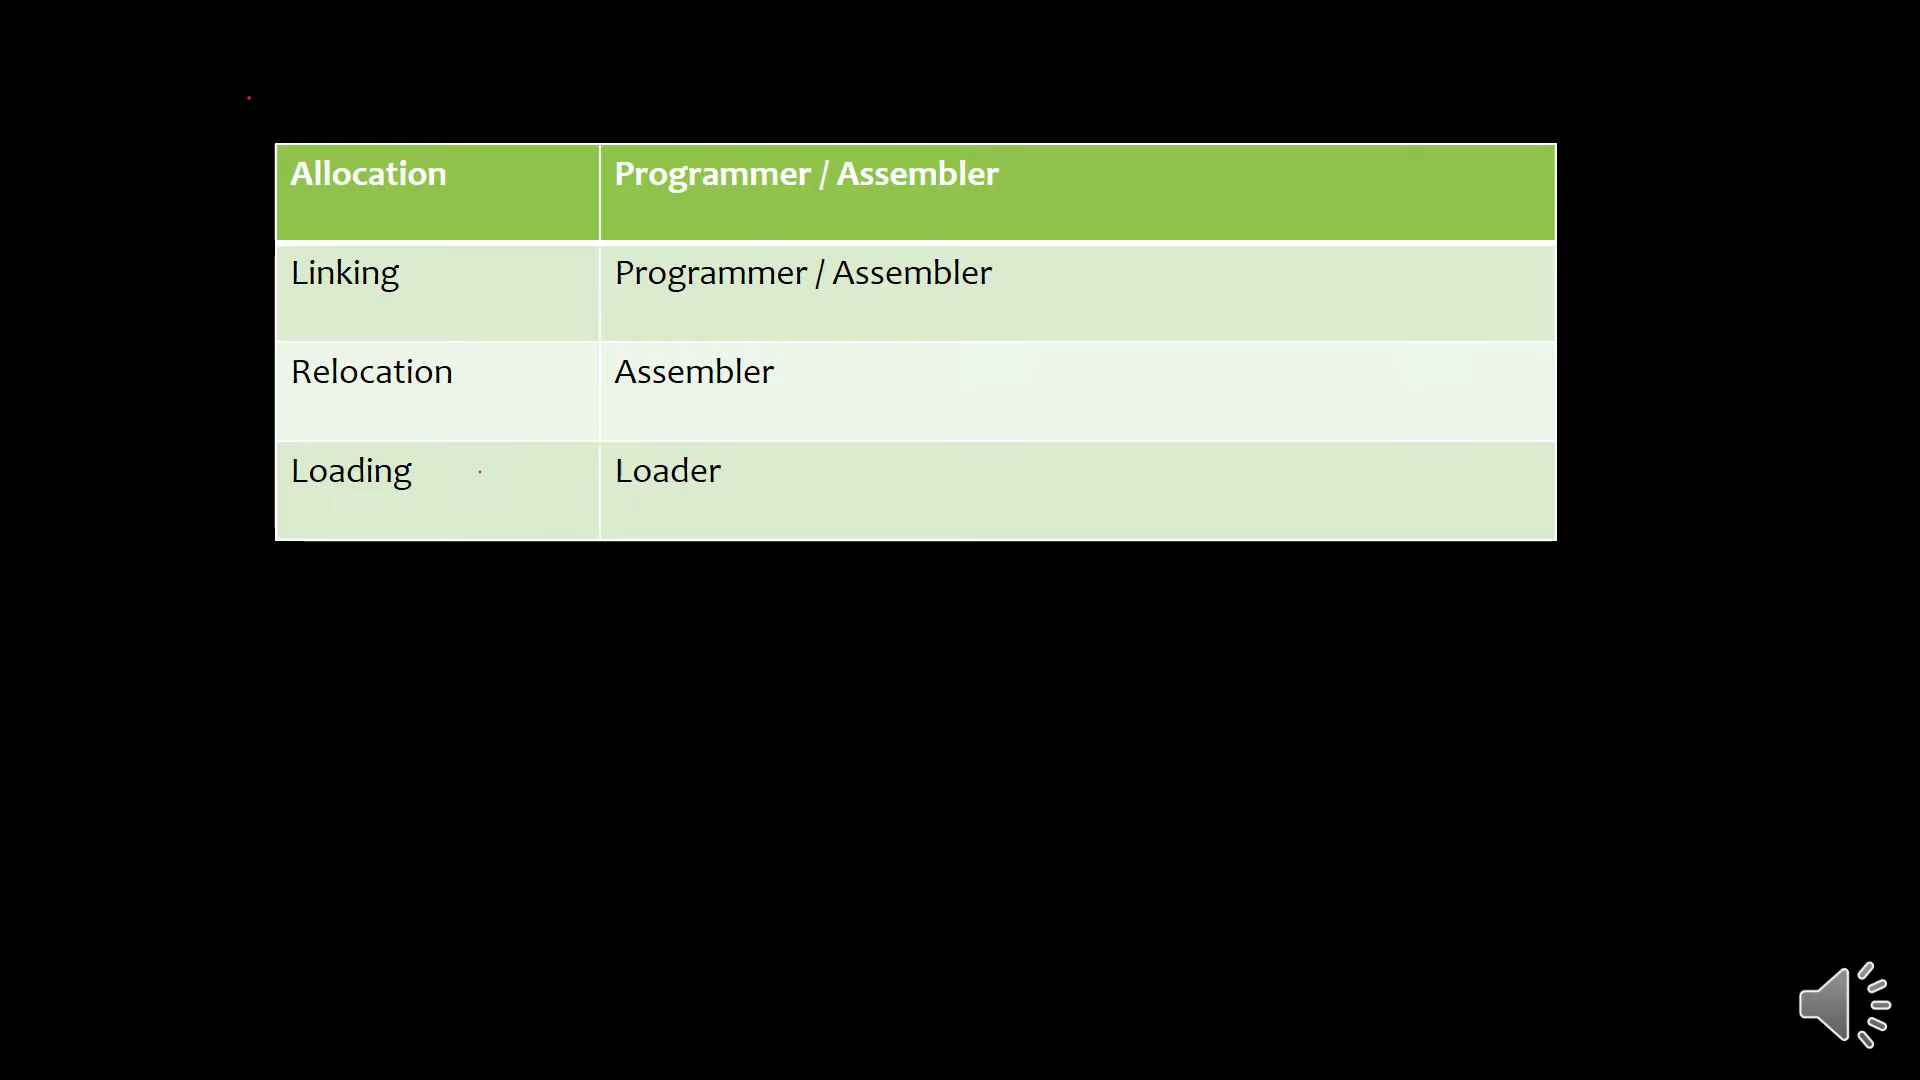 Allocation Programmer / Assembler
Linking Programmer / Assembler
Relocation Assembler
Loading Loader